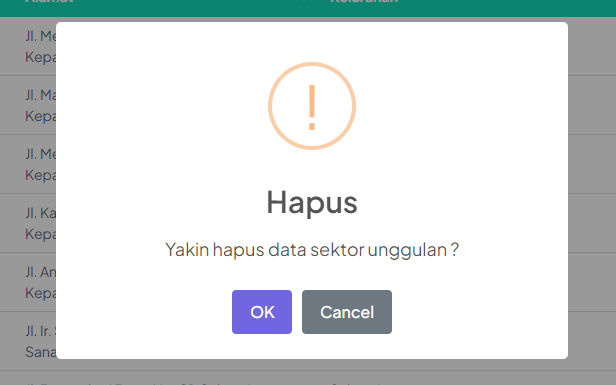 Alamat
Kelurahan
Jl. Me
Kepa
Jl. Ma
Kepa
Jl. Me
Kepa
Jl. Ka
Kepa
Jl. An
Kepa
Jl. Ir. S
Sana
!
Hapus
Yakin hapus data sektor unggulan ?
OK
Cancel